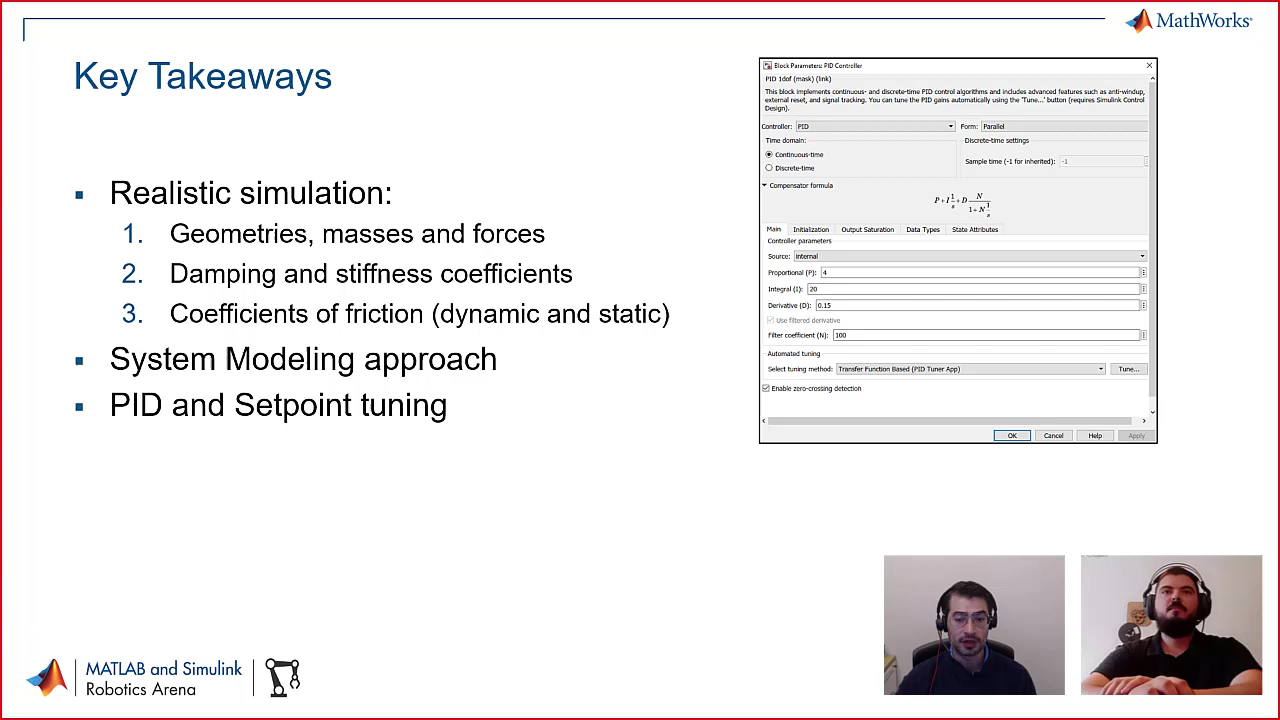 MathWorks®
Key Takeaways
Realistic simulation:
1. Geometries, masses and forces
2. Damping and stiffness coefficients
3. Coefficients of friction (dynamic and static)
System Modeling approach
PID and Setpoint tuning
Block Parameters: PID Controller
PID 1dof (mask) (link)
This block implements continuous- and discrete-time PID control algorithms and includes advanced features such as anti-windup,
external reset, and signal tracking. You can tune the PID gains automatically using the 'Tune...' button (requires Simulink Control
Design).
Controller: PID Form: Parallel
Time domain: Discrete-time settings
Continuous-time
Discrete-time
Sample time (-1 for inherited): -1
Compensator formula
P+I 1/s +D N/(1+N 1/s)
Main Initialization Output Saturation Data Types State Attributes
Controller parameters
Source: internal
Proportional (P): 4
Integral (I): 20
Derivative (D): 0.15
Use filtered derivative
Filter coefficient (N): 100
Automated tuning
Select tuning method: Transfer Function Based (PID Tuner App) Tune...
Enable zero-crossing detection
OK Cancel Help Apply
MATLAB and Simulink
Robotics Arena